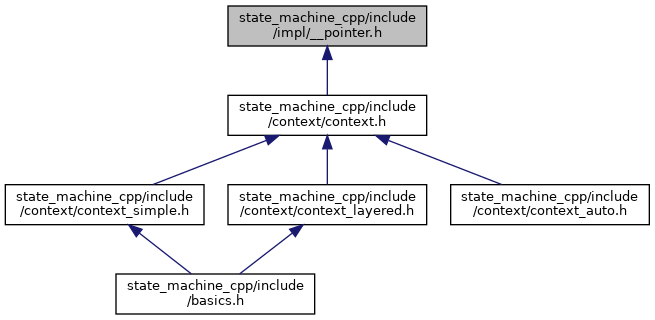 state_machine_cpp/include
/impl/__pointer.h
state_machine_cpp/include
/context/context.h
state_machine_cpp/include
/context/context_simple.h
state_machine_cpp/include
/context/context_layered.h
state_machine_cpp/include
/context/context_auto.h
state_machine_cpp/include
/basics.h